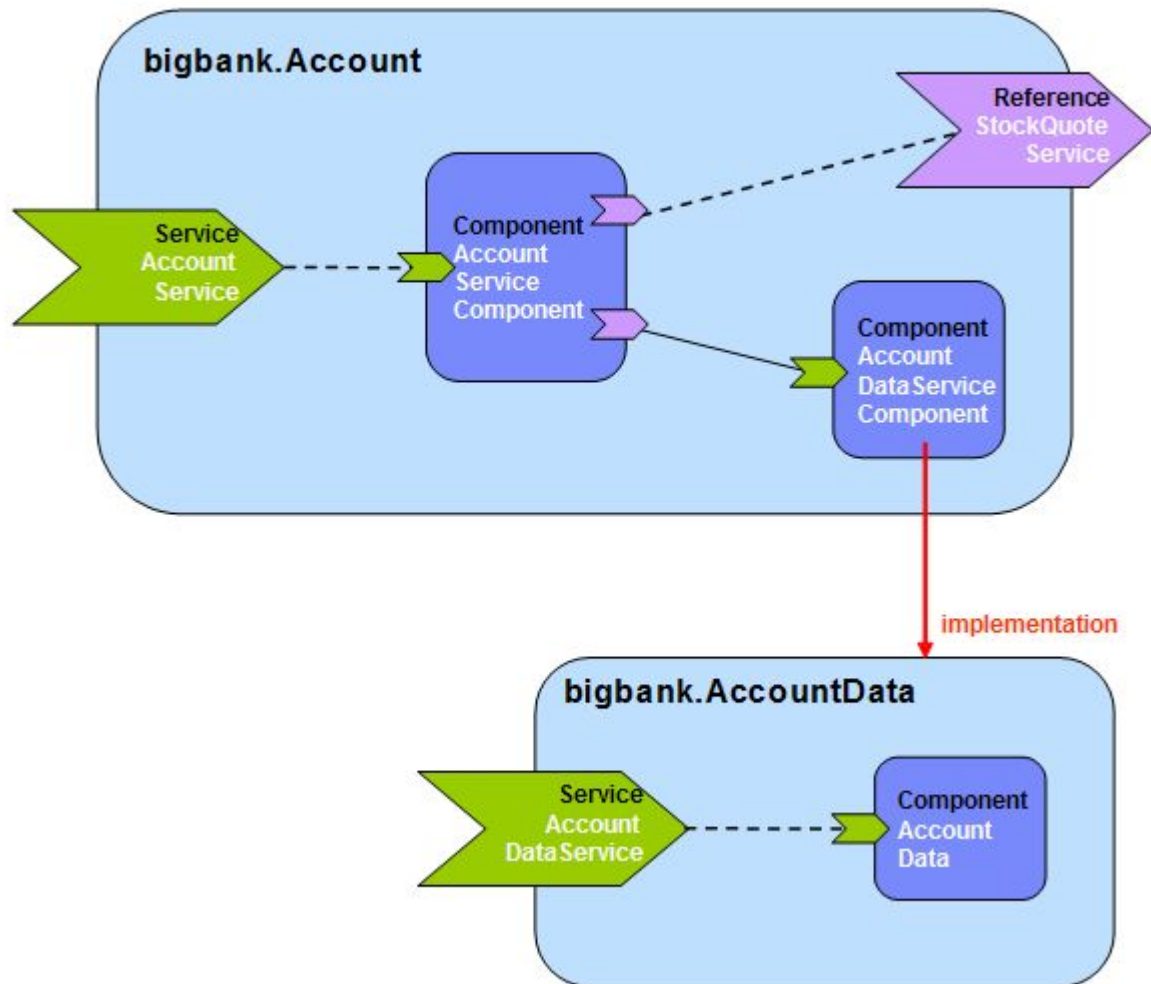 bigbank.Account
Reference
StockQuote
Service
Service
Account
Service
Component
Account
Service
Component
Component
Account
DataService
Component
implementation
bigbank.AccountData
Service
Account
DataService
Component
Account
Data